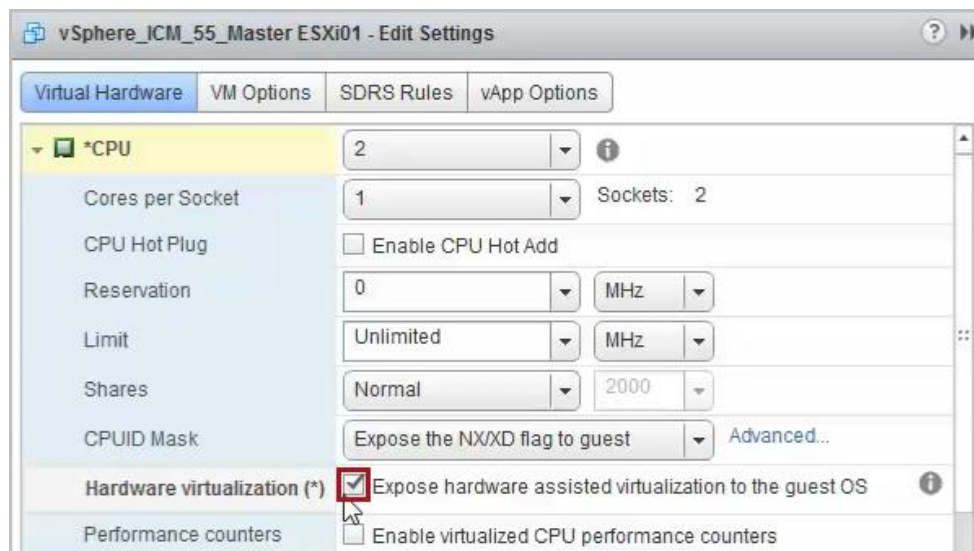 vSphere_ICM_55_Master ESXi01 - Edit Settings ?
Virtual Hardware VM Options SDRS Rules vApp Options
*CPU 2
Cores per Socket 1 Sockets: 2
CPU Hot Plug Enable CPU Hot Add
Reservation 0 MHz
Limit Unlimited MHz
Shares Normal 2000
CPUID Mask Expose the NX/XD flag to guest Advanced...
Hardware virtualization (*) Expose hardware assisted virtualization to the guest OS
Performance counters Enable virtualized CPU performance counters